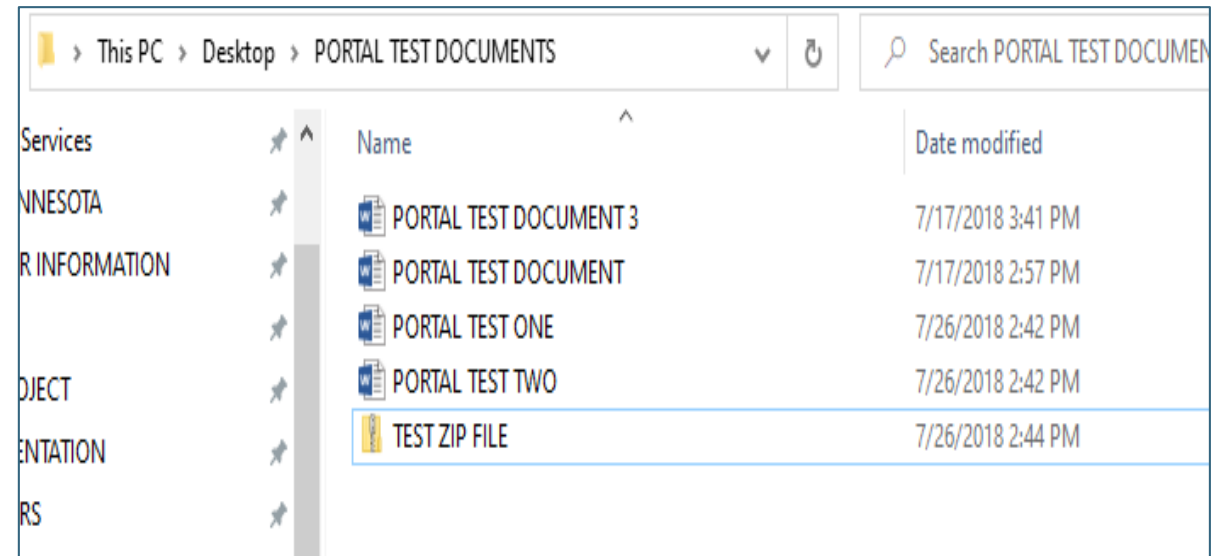 This PC > Desktop > PORTAL TEST DOCUMENTS
Search PORTAL TEST DOCUMEN
Services
NNESOTA
R INFORMATION
OJECT
ENTATION
RS
Name Date modified
PORTAL TEST DOCUMENT 3 7/17/2018 3:41 PM
PORTAL TEST DOCUMENT 7/17/2018 2:57 PM
PORTAL TEST ONE 7/26/2018 2:42 PM
PORTAL TEST TWO 7/26/2018 2:42 PM
TEST ZIP FILE 7/26/2018 2:44 PM